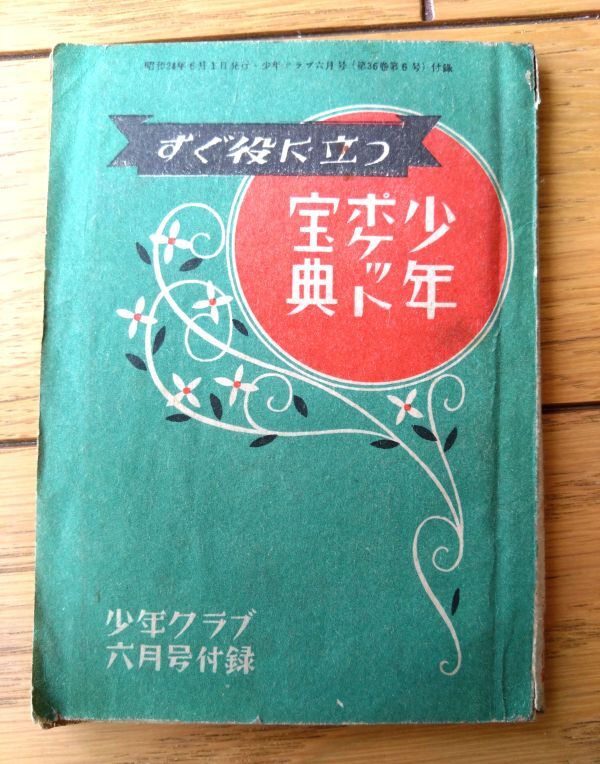 昭和24年6月1日発行・少年クラブ六月号（第36巻第6号）付録
すぐ役に立つ
少年
ポケット
宝典
少年クラブ
六月号付録